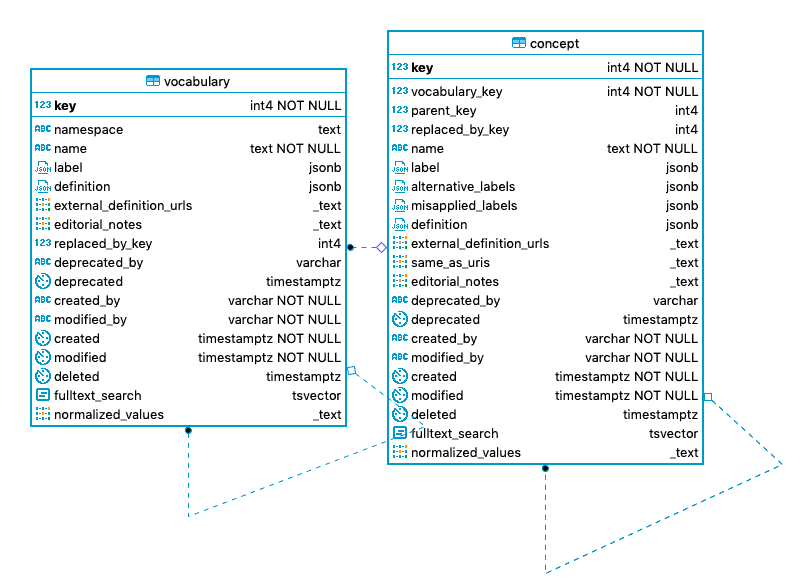 vocabulary
123 key int4 NOT NULL
ABC namespace text
ABC name text NOT NULL
JSON label jsonb
JSON definition jsonb
external_definition_urls _text
editorial_notes _text
123 replaced_by_key int4
ABC deprecated_by varchar
deprecated timestamptz
ABC created_by varchar NOT NULL
ABC modified_by varchar NOT NULL
created timestamptz NOT NULL
modified timestamptz NOT NULL
deleted timestamptz
fulltext_search tsvector
normalized_values _text
concept
123 key int4 NOT NULL
123 vocabulary_key int4 NOT NULL
123 parent_key int4
123 replaced_by_key int4
ABC name text NOT NULL
JSON label jsonb
JSON alternative_labels jsonb
JSON misapplied_labels jsonb
JSON definition jsonb
external_definition_urls _text
same_as_uris _text
editorial_notes _text
ABC deprecated_by varchar
deprecated timestamptz
ABC created_by varchar NOT NULL
ABC modified_by varchar NOT NULL
created timestamptz NOT NULL
modified timestamptz NOT NULL
deleted timestamptz
fulltext_search tsvector
normalized_values _text